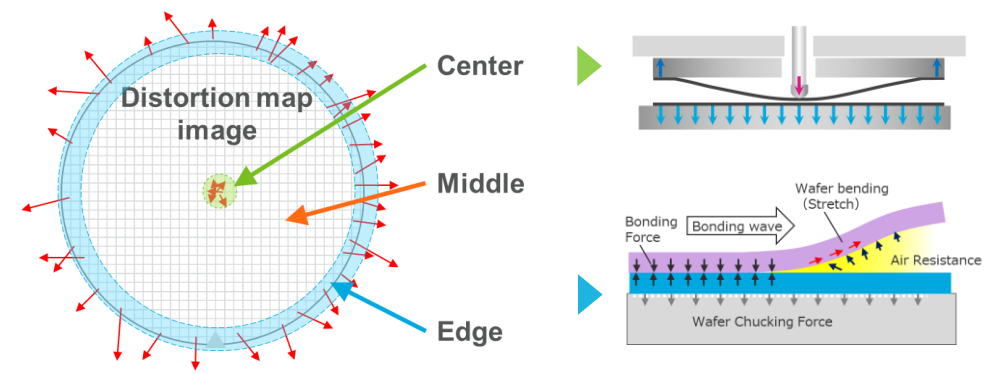 Distortion map
image
Center
Middle
Edge
Wafer bending
(Stretch)
Bonding
Force
Bonding wave
Air Resistance
Wafer Chucking Force